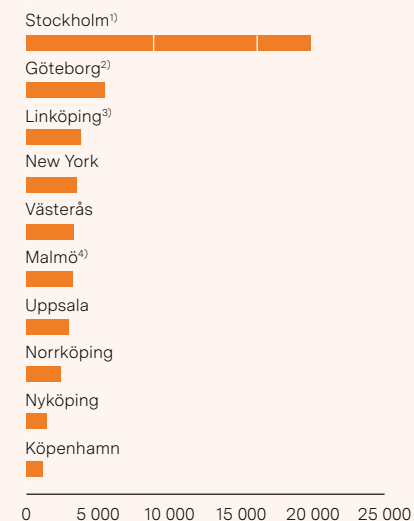 Stockholm¹⁾
Göteborg²⁾
Linköping³⁾
New York
Västerås
Malmö⁴⁾
Uppsala
Norrköping
Nyköping
Köpenhamn
0 5 000 10 000 15 000 20 000 25 000